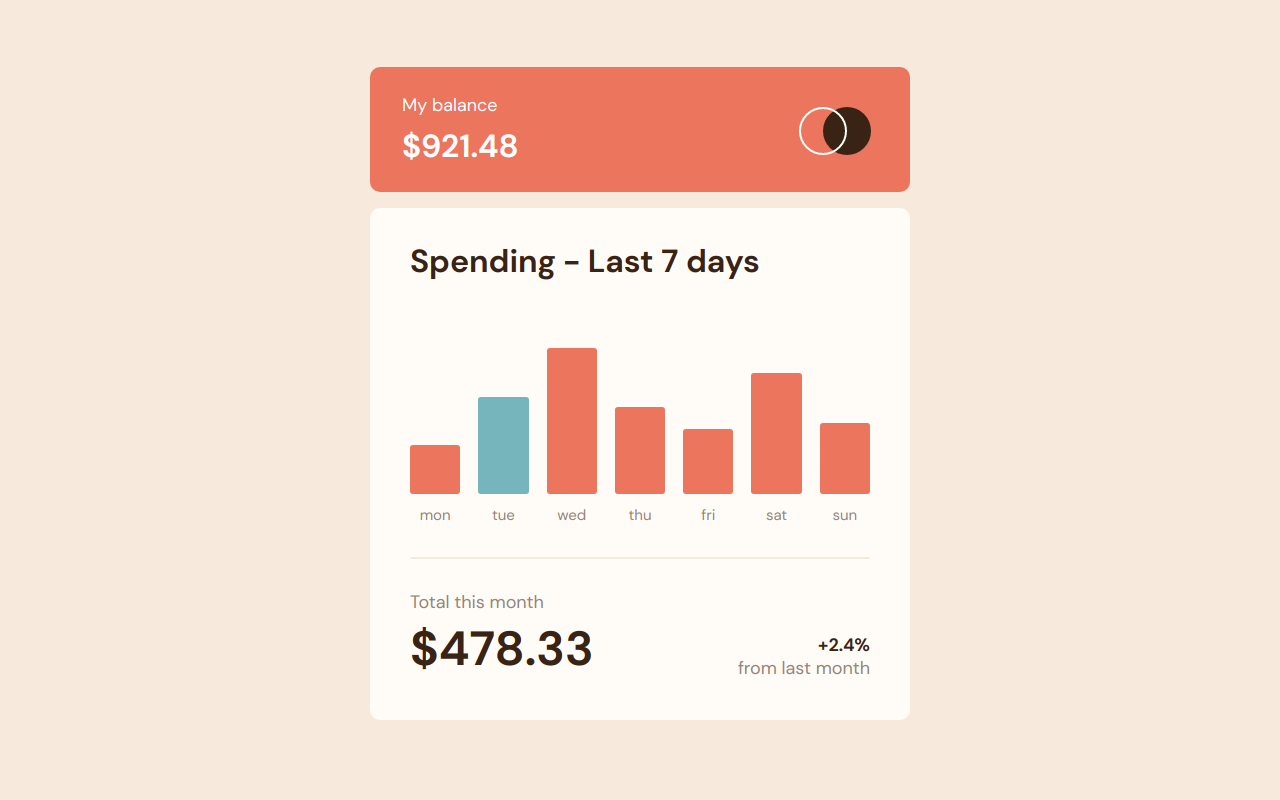 My balance
$921.48
Spending - Last 7 days
mon tue wed thu fri sat sun
Total this month
$478.33
+2.4%
from last month